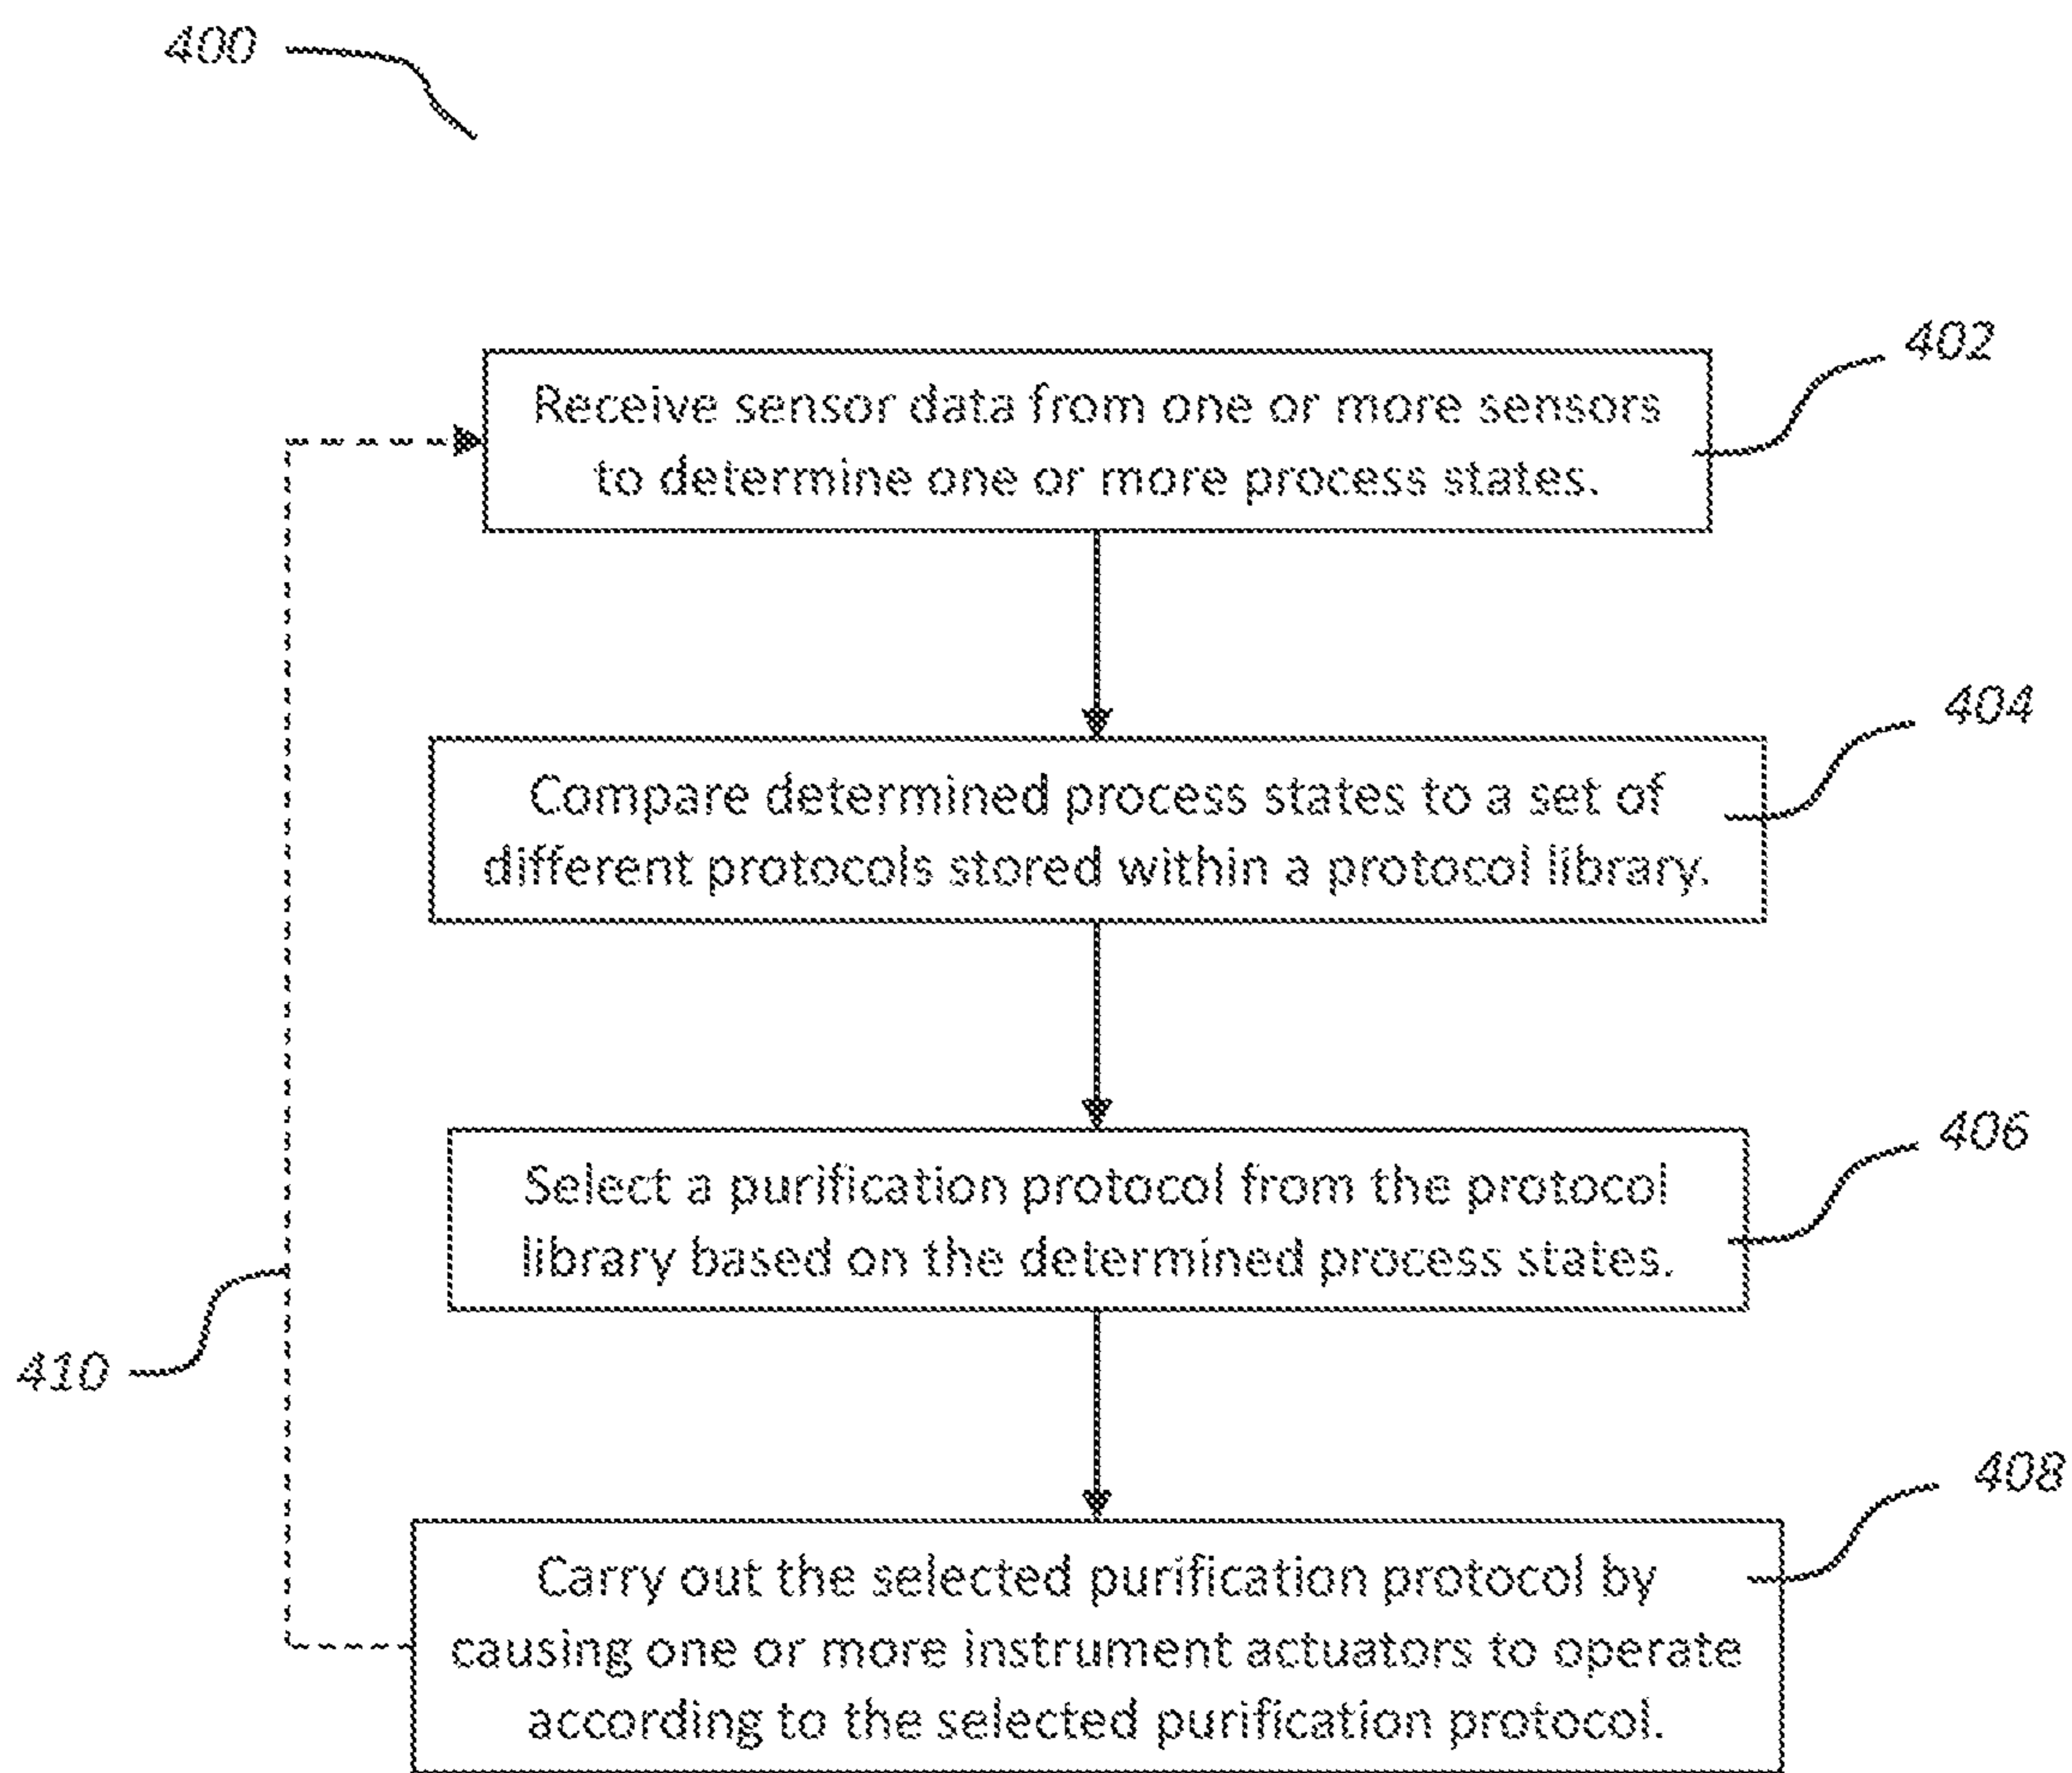 400
402
Receive sensor data from one or more sensors
to determine one or more process states.
404
Compare determined process states to a set of
different protocols stored within a protocol library.
406
Select a purification protocol from the protocol
library based on the determined process states.
410
408
Carry out the selected purification protocol by
causing one or more instrument actuators to operate
according to the selected purification protocol.